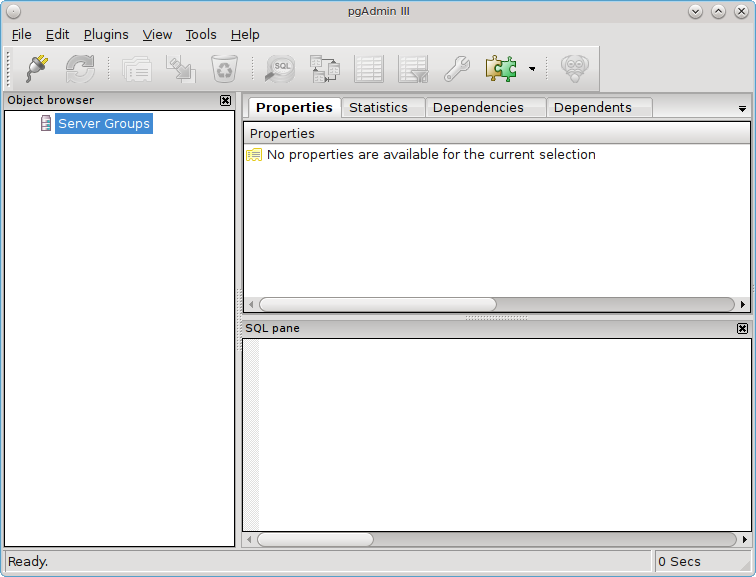 pgAdmin III
File Edit Plugins View Tools Help
SQL
Object browser
Server Groups
Properties Statistics Dependencies Dependents
Properties
No properties are available for the current selection
SQL pane
Ready.
0 Secs